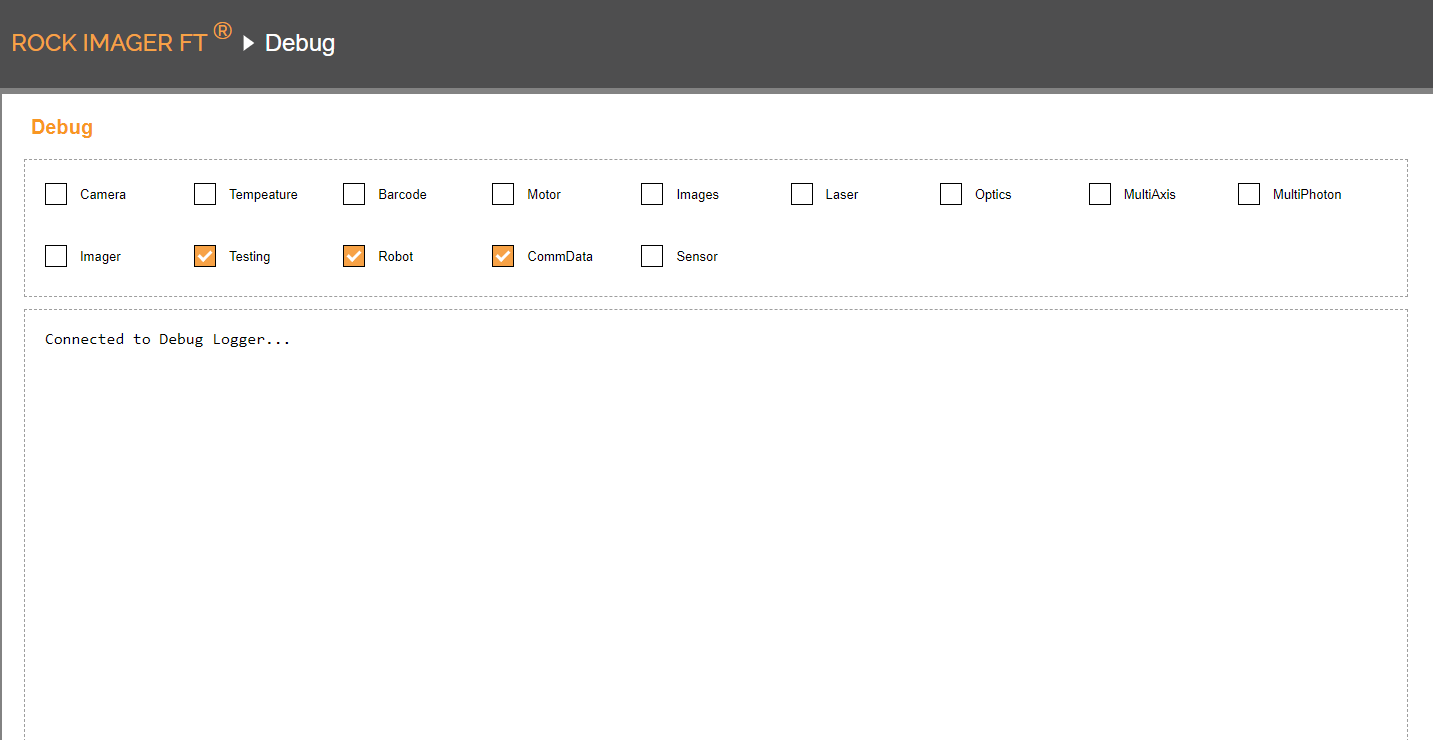 ROCK IMAGER FT ® Debug
Debug
Camera Tempeature Barcode Motor Images Laser Optics MultiAxis MultiPhoton
Imager Testing Robot CommData Sensor
Connected to Debug Logger...